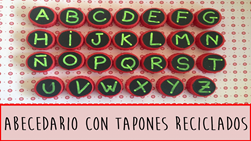 A B C D E F G
H i J K L M N
Ñ O P Q R S T
U V W X Y Z
ABECEDARIO CON TAPONES RECICLADOS